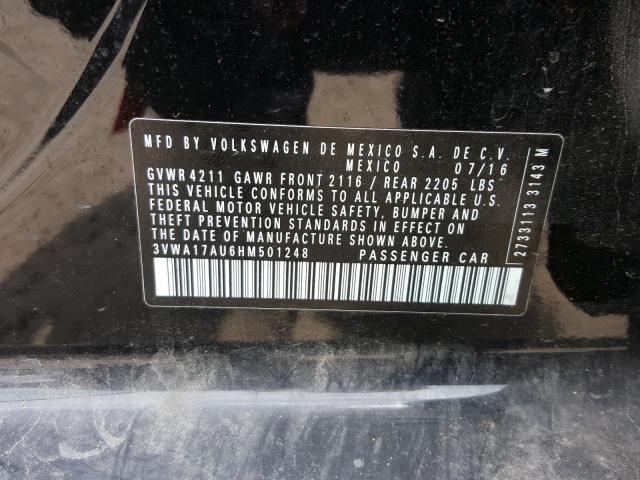 MFD BY VOLKSWAGEN DE MEXICO S.A. DE C.V.
MEXICO 07/16
GVWR 4211 GAWR FRONT 2116 / REAR 2205 LBS
THIS VEHICLE CONFORMS TO ALL APPLICABLE U.S.
FEDERAL MOTOR VEHICLE SAFETY, BUMPER AND
THEFT PREVENTION STANDARDS IN EFFECT ON THE
DATE OF MANUFACTURE SHOWN ABOVE.
3VWA17AU6HM501248 PASSENGER CAR
2733113 3143 M